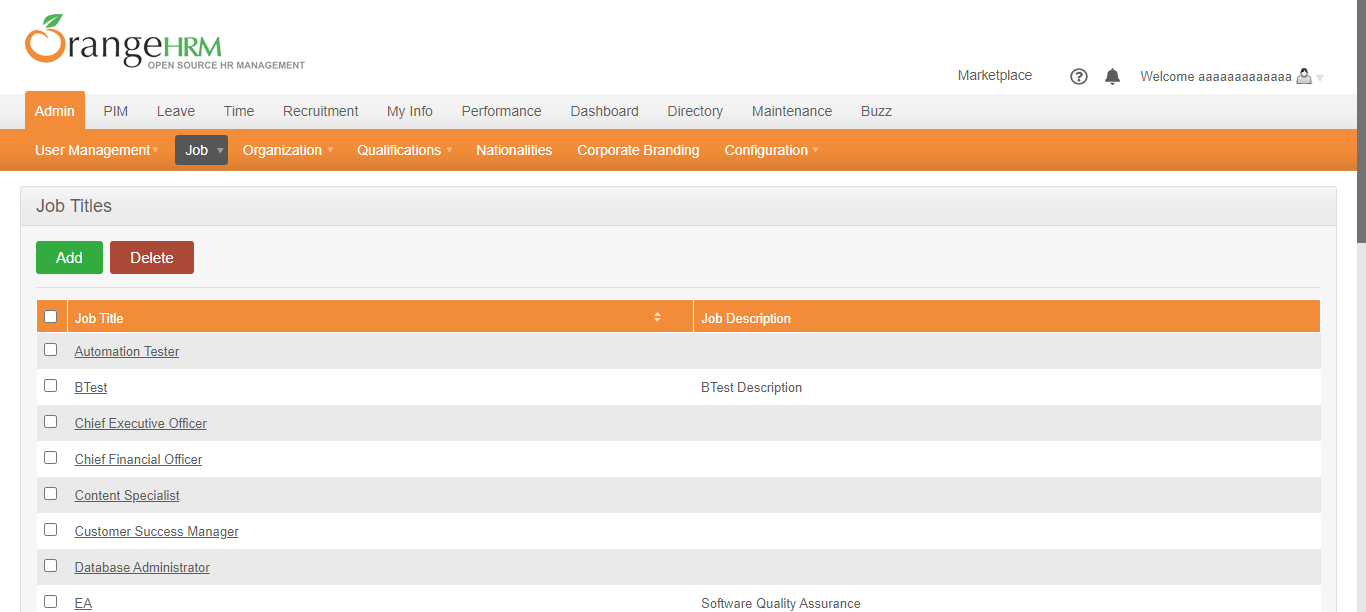 OrangeHRM
OPEN SOURCE HR MANAGEMENT
Marketplace ? Welcome aaaaaaaaaaaaa
Admin PIM Leave Time Recruitment My Info Performance Dashboard Directory Maintenance Buzz
User Management Job Organization Qualifications Nationalities Corporate Branding Configuration
Job Titles
Add Delete
Job Title Job Description
Automation Tester
BTest BTest Description
Chief Executive Officer
Chief Financial Officer
Content Specialist
Customer Success Manager
Database Administrator
EA Software Quality Assurance